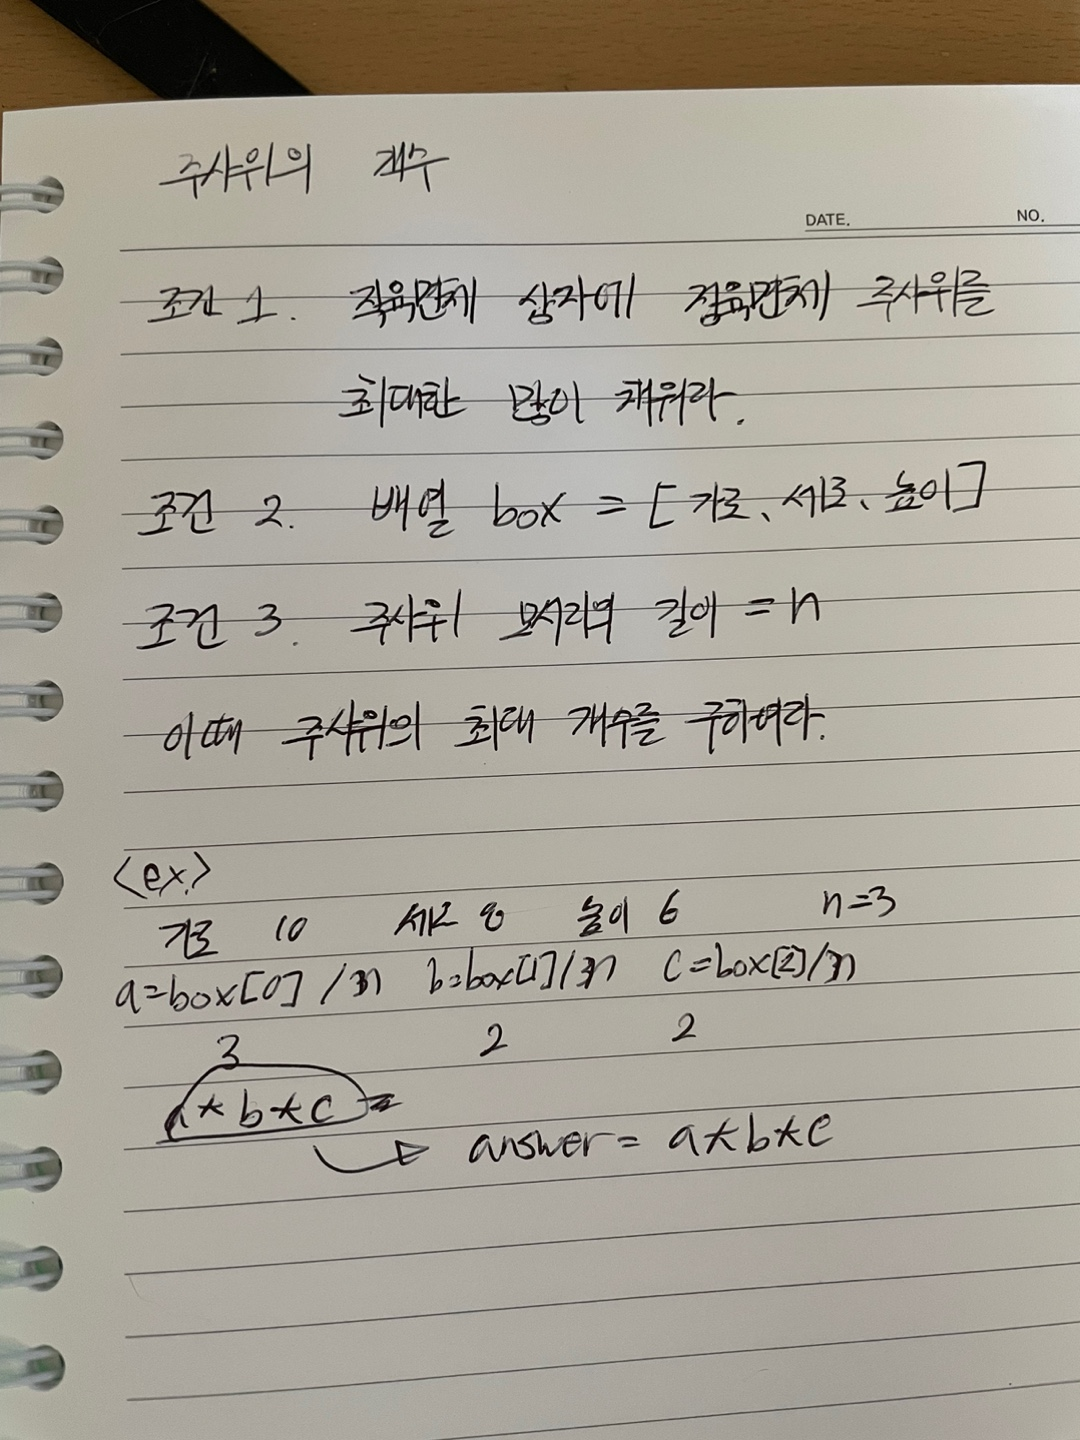 주사위의 개수
DATE. NO.
조건 1. 직육면체 상자에 정육면체 주사위를
최대한 많이 채워라.
조건 2. 배열 box = [가로、세로、높이]
조건 3. 주사위 모서리의 길이 = n
이때 주사위의 최대 개수를 구하여라.
<ex>
가로 10 세로 8 높이 6 n=3
a=box[0] /n b=box[1]/n c=box[2]/n
3 2 2
a*b*c =
answer = a*b*c